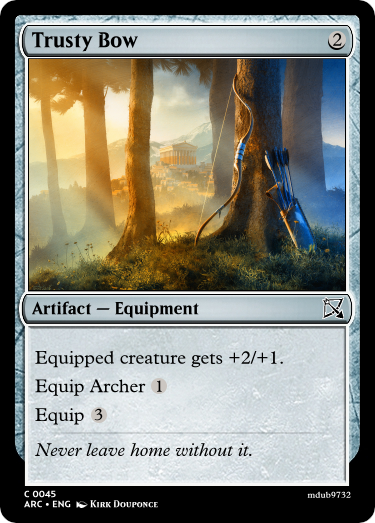 Trusty Bow 2
Artifact — Equipment
Equipped creature gets +2/+1.
Equip Archer 1
Equip 3
Never leave home without it.
C 0045
ARC • ENG Kirk Douponce
mdub9732